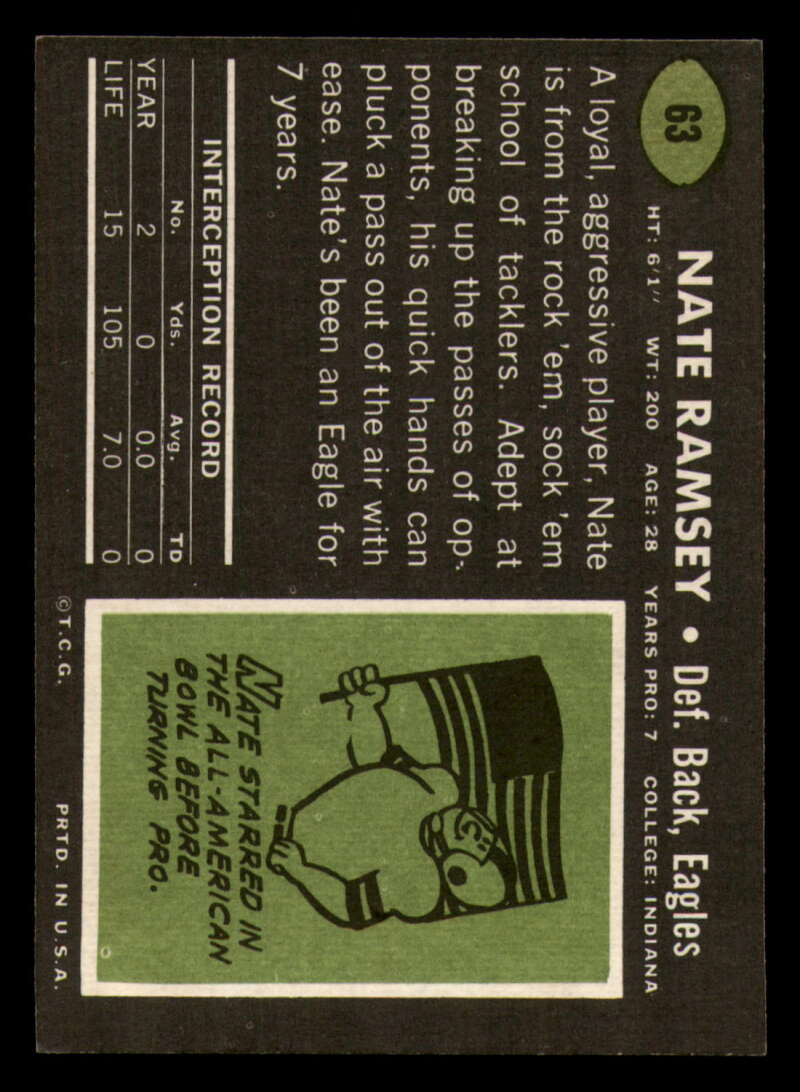 63
NATE RAMSEY • Def. Back, Eagles
HT: 6'1" WT: 200 AGE: 28 YEARS PRO: 7 COLLEGE: INDIANA
A loyal, aggressive player, Nate
is from the rock 'em, sock 'em
school of tacklers. Adept at
breaking up the passes of op-
ponents, his quick hands can
pluck a pass out of the air with
ease. Nate's been an Eagle for
7 years.
INTERCEPTION RECORD
No. Yds. Avg. TD
YEAR 2 0 0.0 0
LIFE 15 105 7.0 0
NATE STARRED IN
THE ALL-AMERICAN
BOWL BEFORE
TURNING PRO.
© T.C.G. PRTD. IN U.S.A.